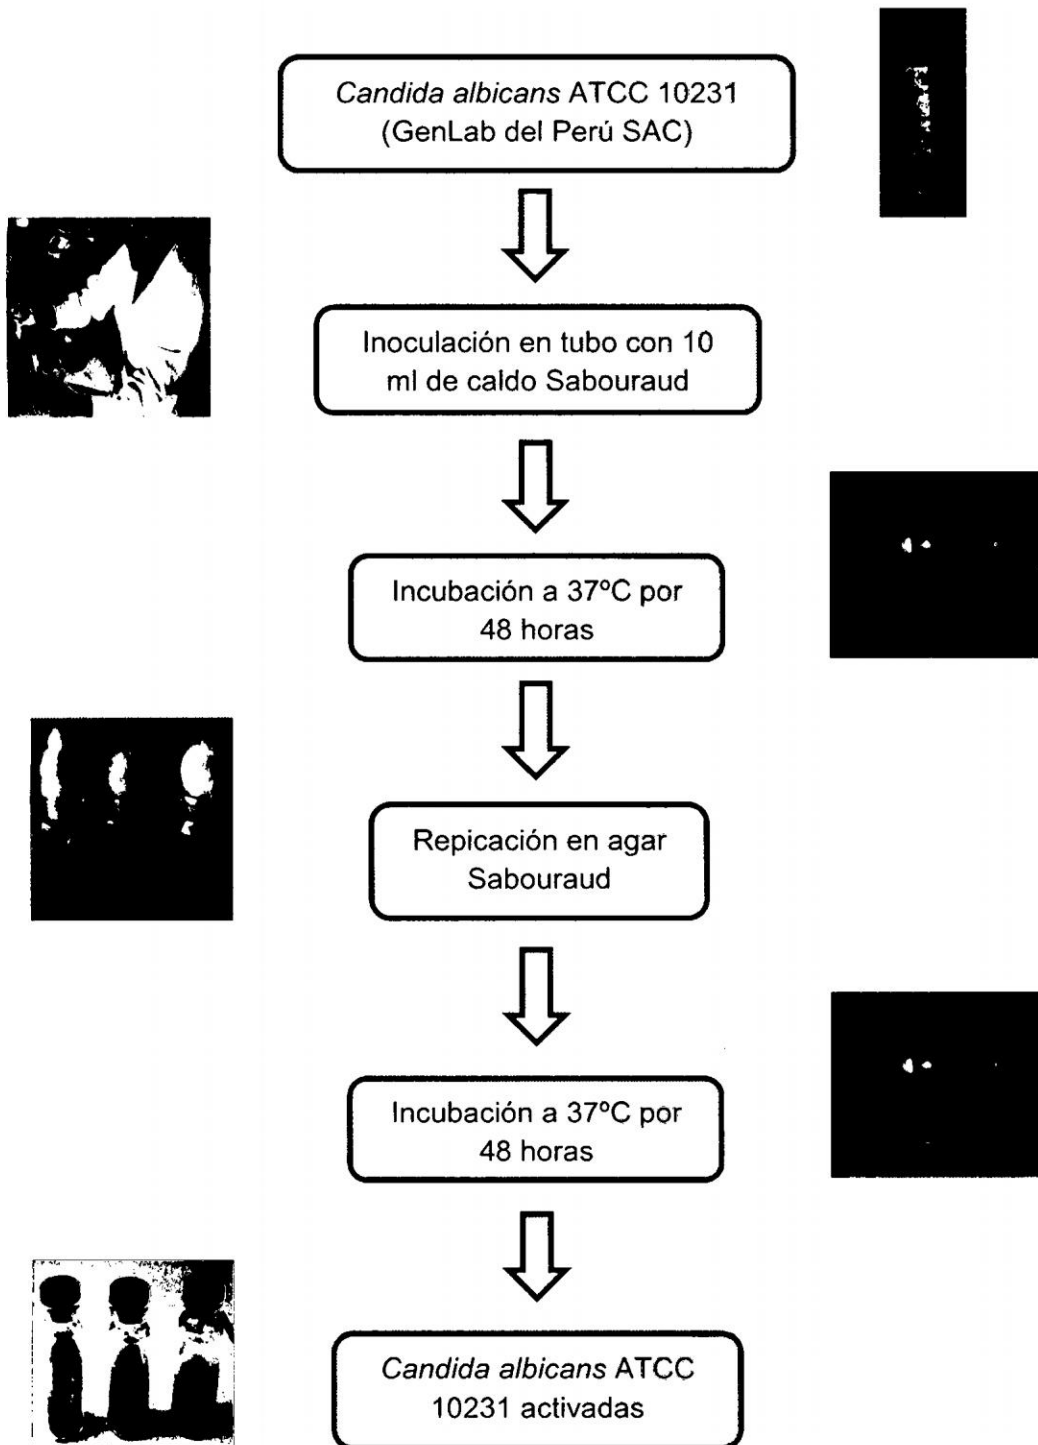 Candida albicans ATCC 10231
(GenLab del Perú SAC)
Inoculación en tubo con 10
ml de caldo Sabouraud
Incubación a 37ºC por
48 horas
Repicación en agar
Sabouraud
Incubación a 37ºC por
48 horas
Candida albicans ATCC
10231 activadas